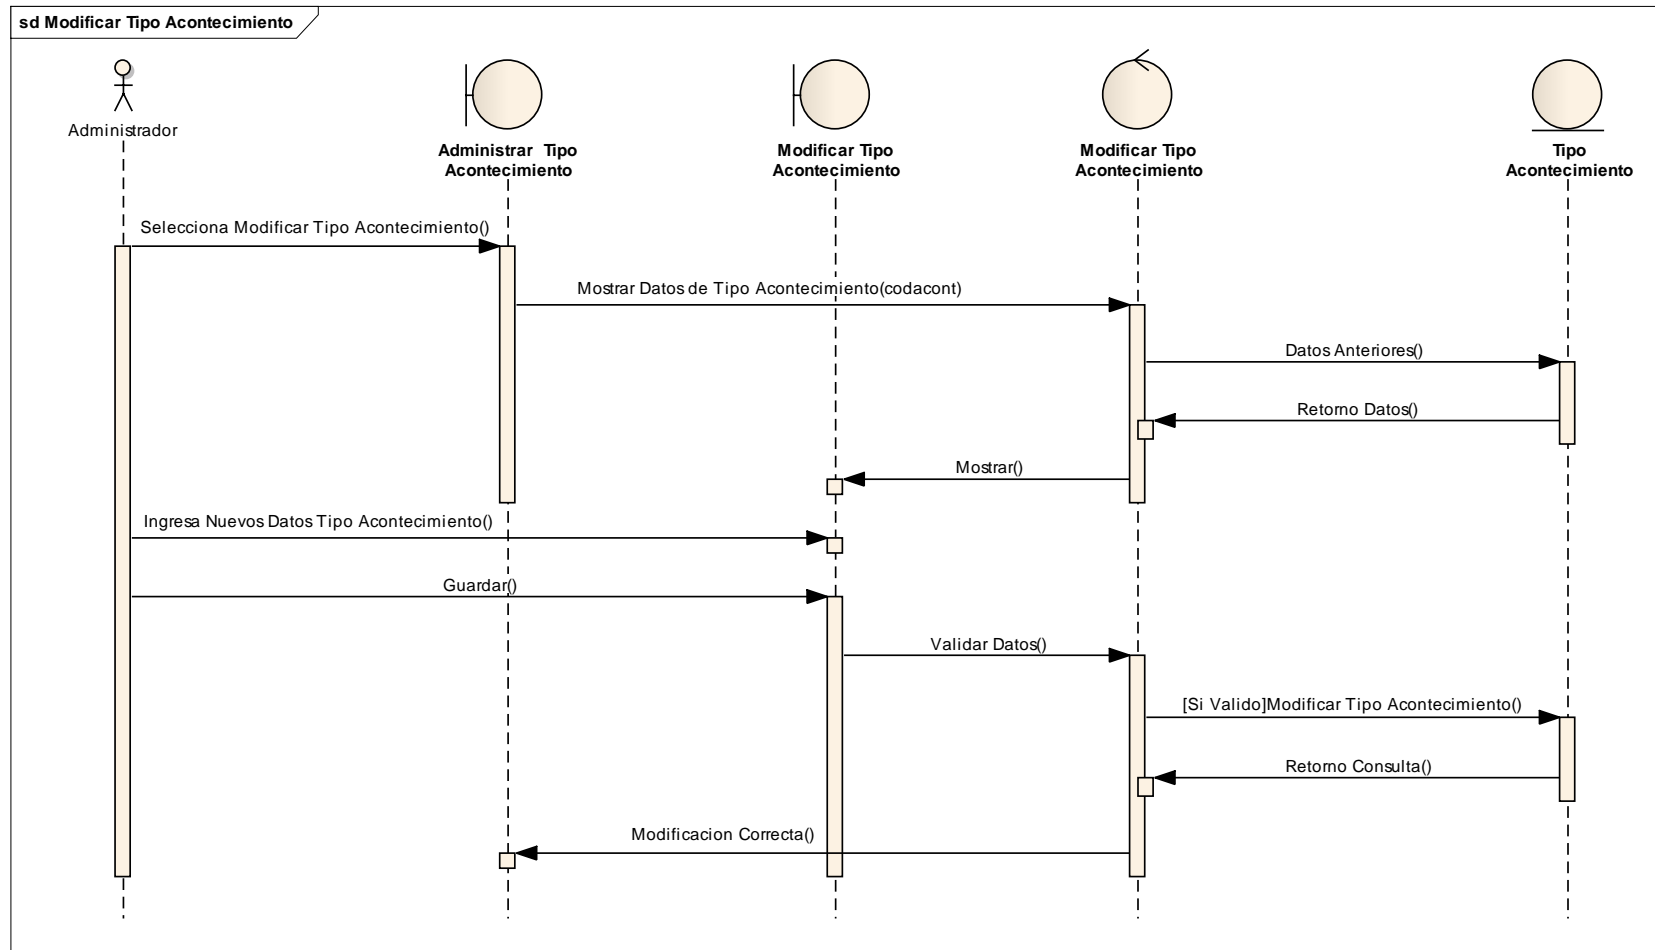 sd Modificar Tipo Acontecimiento
Administrador
Administrar Tipo
Acontecimiento
Modificar Tipo
Acontecimiento
Modificar Tipo
Acontecimiento
Tipo
Acontecimiento
Selecciona Modificar Tipo Acontecimiento()
Mostrar Datos de Tipo Acontecimiento(codacont)
Datos Anteriores()
Retorno Datos()
Mostrar()
Ingresa Nuevos Datos Tipo Acontecimiento()
Guardar()
Validar Datos()
[Si Valido]Modificar Tipo Acontecimiento()
Retorno Consulta()
Modificacion Correcta()